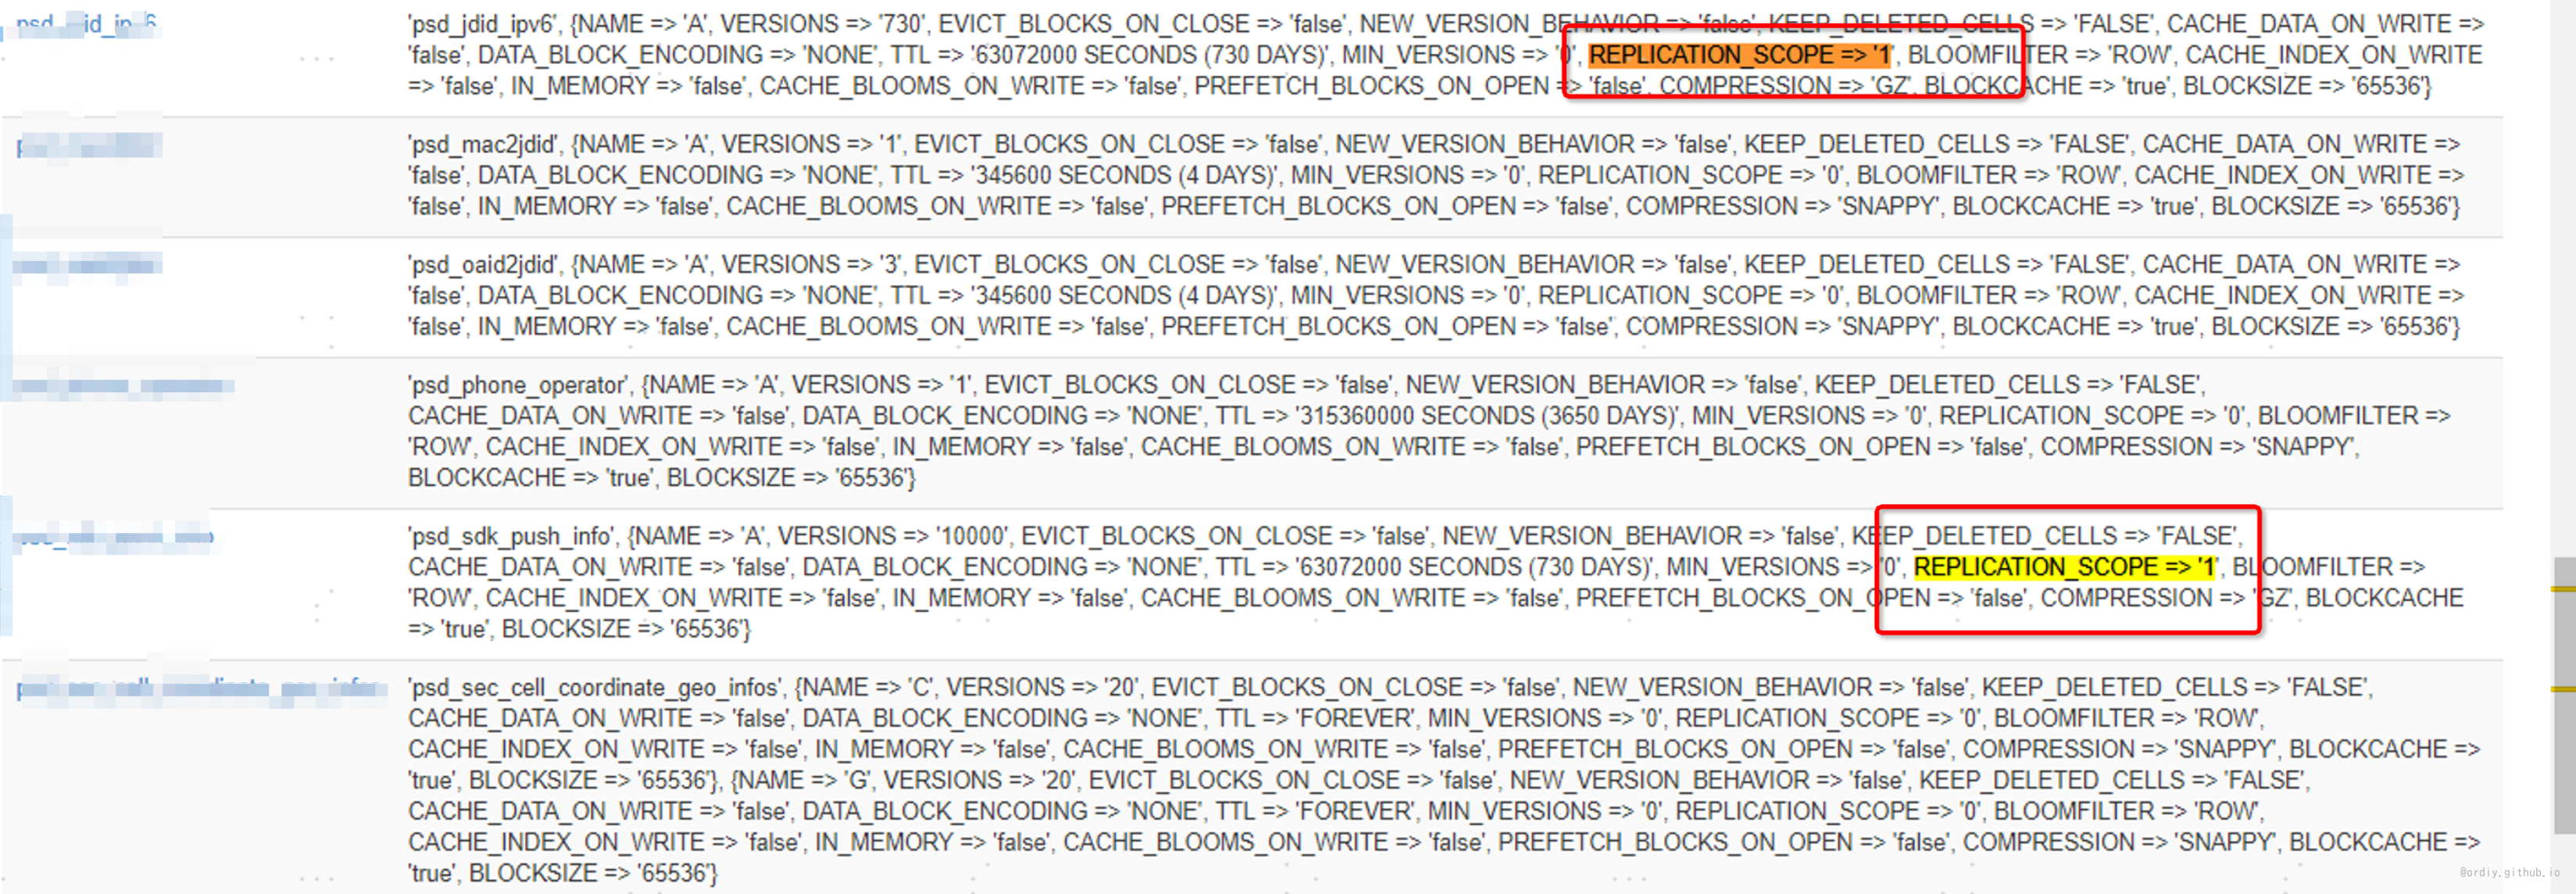 'psd_jdid_ipv6', {NAME => 'A', VERSIONS => '730', EVICT_BLOCKS_ON_CLOSE => 'false', NEW_VERSION_BEHAVIOR => 'false', KEEP_DELETED_CELLS => 'FALSE', CACHE_DATA_ON_WRITE =>
'false', DATA_BLOCK_ENCODING => 'NONE', TTL => '63072000 SECONDS (730 DAYS)', MIN_VERSIONS => '0', REPLICATION_SCOPE => '1', BLOOMFILTER => 'ROW', CACHE_INDEX_ON_WRITE
=> 'false', IN_MEMORY => 'false', CACHE_BLOOMS_ON_WRITE => 'false', PREFETCH_BLOCKS_ON_OPEN => 'false', COMPRESSION => 'GZ', BLOCKCACHE => 'true', BLOCKSIZE => '65536'}
'psd_mac2jdid', {NAME => 'A', VERSIONS => '1', EVICT_BLOCKS_ON_CLOSE => 'false', NEW_VERSION_BEHAVIOR => 'false', KEEP_DELETED_CELLS => 'FALSE', CACHE_DATA_ON_WRITE =>
'false', DATA_BLOCK_ENCODING => 'NONE', TTL => '345600 SECONDS (4 DAYS)', MIN_VERSIONS => '0', REPLICATION_SCOPE => '0', BLOOMFILTER => 'ROW', CACHE_INDEX_ON_WRITE =>
'false', IN_MEMORY => 'false', CACHE_BLOOMS_ON_WRITE => 'false', PREFETCH_BLOCKS_ON_OPEN => 'false', COMPRESSION => 'SNAPPY', BLOCKCACHE => 'true', BLOCKSIZE => '65536'}
'psd_oaid2jdid', {NAME => 'A', VERSIONS => '3', EVICT_BLOCKS_ON_CLOSE => 'false', NEW_VERSION_BEHAVIOR => 'false', KEEP_DELETED_CELLS => 'FALSE', CACHE_DATA_ON_WRITE =>
'false', DATA_BLOCK_ENCODING => 'NONE', TTL => '345600 SECONDS (4 DAYS)', MIN_VERSIONS => '0', REPLICATION_SCOPE => '0', BLOOMFILTER => 'ROW', CACHE_INDEX_ON_WRITE =>
'false', IN_MEMORY => 'false', CACHE_BLOOMS_ON_WRITE => 'false', PREFETCH_BLOCKS_ON_OPEN => 'false', COMPRESSION => 'SNAPPY', BLOCKCACHE => 'true', BLOCKSIZE => '65536'}
'psd_phone_operator', {NAME => 'A', VERSIONS => '1', EVICT_BLOCKS_ON_CLOSE => 'false', NEW_VERSION_BEHAVIOR => 'false', KEEP_DELETED_CELLS => 'FALSE',
CACHE_DATA_ON_WRITE => 'false', DATA_BLOCK_ENCODING => 'NONE', TTL => '315360000 SECONDS (3650 DAYS)', MIN_VERSIONS => '0', REPLICATION_SCOPE => '0', BLOOMFILTER =>
'ROW', CACHE_INDEX_ON_WRITE => 'false', IN_MEMORY => 'false', CACHE_BLOOMS_ON_WRITE => 'false', PREFETCH_BLOCKS_ON_OPEN => 'false', COMPRESSION => 'SNAPPY',
BLOCKCACHE => 'true', BLOCKSIZE => '65536'}
'psd_sdk_push_info', {NAME => 'A', VERSIONS => '10000', EVICT_BLOCKS_ON_CLOSE => 'false', NEW_VERSION_BEHAVIOR => 'false', KEEP_DELETED_CELLS => 'FALSE',
CACHE_DATA_ON_WRITE => 'false', DATA_BLOCK_ENCODING => 'NONE', TTL => '63072000 SECONDS (730 DAYS)', MIN_VERSIONS => '0', REPLICATION_SCOPE => '1', BLOOMFILTER =>
'ROW', CACHE_INDEX_ON_WRITE => 'false', IN_MEMORY => 'false', CACHE_BLOOMS_ON_WRITE => 'false', PREFETCH_BLOCKS_ON_OPEN => 'false', COMPRESSION => 'GZ', BLOCKCACHE
=> 'true', BLOCKSIZE => '65536'}
'psd_sec_cell_coordinate_geo_infos', {NAME => 'C', VERSIONS => '20', EVICT_BLOCKS_ON_CLOSE => 'false', NEW_VERSION_BEHAVIOR => 'false', KEEP_DELETED_CELLS => 'FALSE',
CACHE_DATA_ON_WRITE => 'false', DATA_BLOCK_ENCODING => 'NONE', TTL => 'FOREVER', MIN_VERSIONS => '0', REPLICATION_SCOPE => '0', BLOOMFILTER => 'ROW',
CACHE_INDEX_ON_WRITE => 'false', IN_MEMORY => 'false', CACHE_BLOOMS_ON_WRITE => 'false', PREFETCH_BLOCKS_ON_OPEN => 'false', COMPRESSION => 'SNAPPY', BLOCKCACHE =>
'true', BLOCKSIZE => '65536'}, {NAME => 'G', VERSIONS => '20', EVICT_BLOCKS_ON_CLOSE => 'false', NEW_VERSION_BEHAVIOR => 'false', KEEP_DELETED_CELLS => 'FALSE',
CACHE_DATA_ON_WRITE => 'false', DATA_BLOCK_ENCODING => 'NONE', TTL => 'FOREVER', MIN_VERSIONS => '0', REPLICATION_SCOPE => '0', BLOOMFILTER => 'ROW',
CACHE_INDEX_ON_WRITE => 'false', IN_MEMORY => 'false', CACHE_BLOOMS_ON_WRITE => 'false', PREFETCH_BLOCKS_ON_OPEN => 'false', COMPRESSION => 'SNAPPY', BLOCKCACHE =>
'true', BLOCKSIZE => '65536'}
@ordiy.github.io